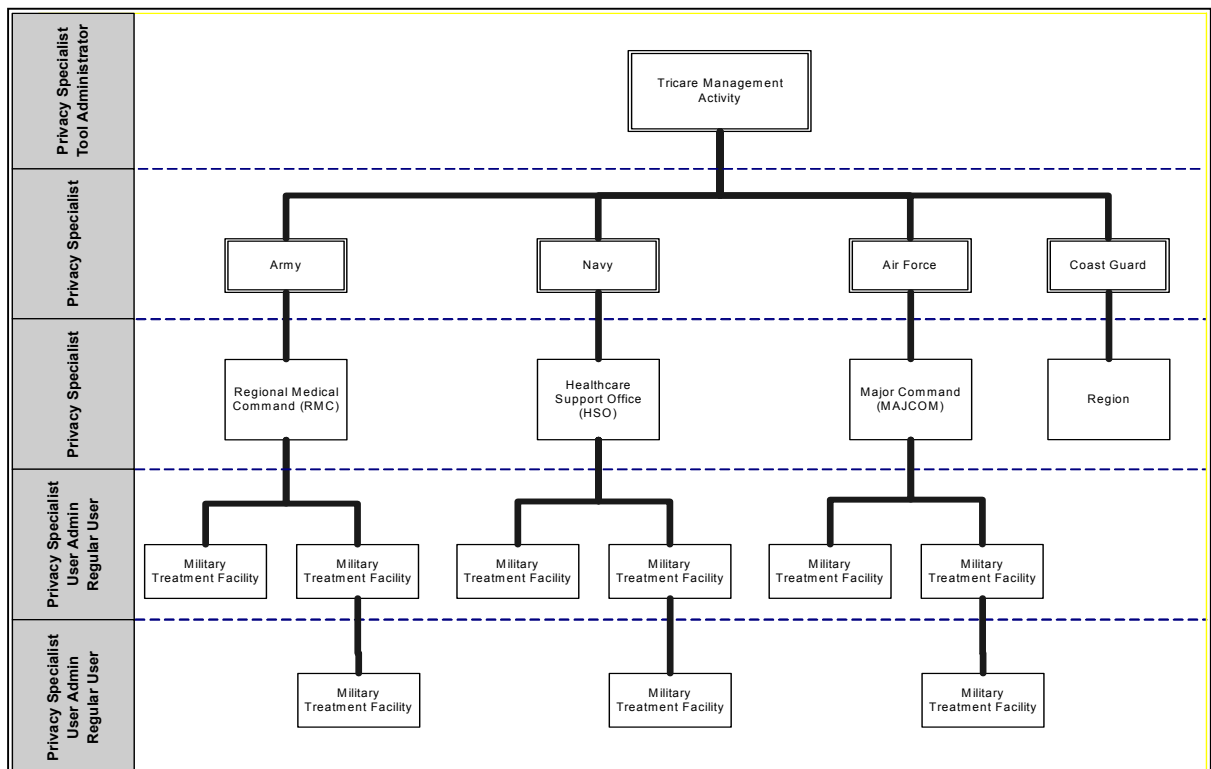 Privacy Specialist
Tool Administrator
Tricare Management
Activity
Privacy Specialist
Army
Navy
Air Force
Coast Guard
Privacy Specialist
Regional Medical
Command (RMC)
Healthcare
Support Office
(HSO)
Major Command
(MAJCOM)
Region
Privacy Specialist
User Admin
Regular User
Military
Treatment Facility
Military
Treatment Facility
Military
Treatment Facility
Military
Treatment Facility
Military
Treatment Facility
Military
Treatment Facility
Privacy Specialist
User Admin
Regular User
Military
Treatment Facility
Military
Treatment Facility
Military
Treatment Facility